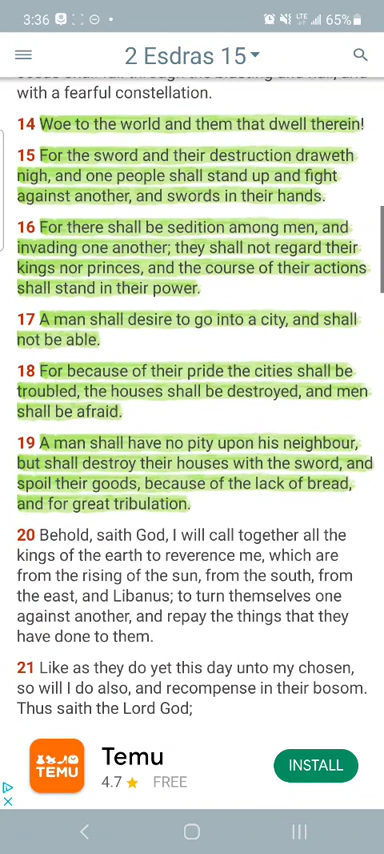 3:36 65%
2 Esdras 15
with a fearful constellation.
14 Woe to the world and them that dwell therein!
15 For the sword and their destruction draweth
nigh, and one people shall stand up and fight
against another, and swords in their hands.
16 For there shall be sedition among men, and
invading one another; they shall not regard their
kings nor princes, and the course of their actions
shall stand in their power.
17 A man shall desire to go into a city, and shall
not be able.
18 For because of their pride the cities shall be
troubled, the houses shall be destroyed, and men
shall be afraid.
19 A man shall have no pity upon his neighbour,
but shall destroy their houses with the sword, and
spoil their goods, because of the lack of bread,
and for great tribulation.
20 Behold, saith God, I will call together all the
kings of the earth to reverence me, which are
from the rising of the sun, from the south, from
the east, and Libanus; to turn themselves one
against another, and repay the things that they
have done to them.
21 Like as they do yet this day unto my chosen,
so will I do also, and recompense in their bosom.
Thus saith the Lord God;
TEMU
Temu
4.7 ★ FREE
INSTALL